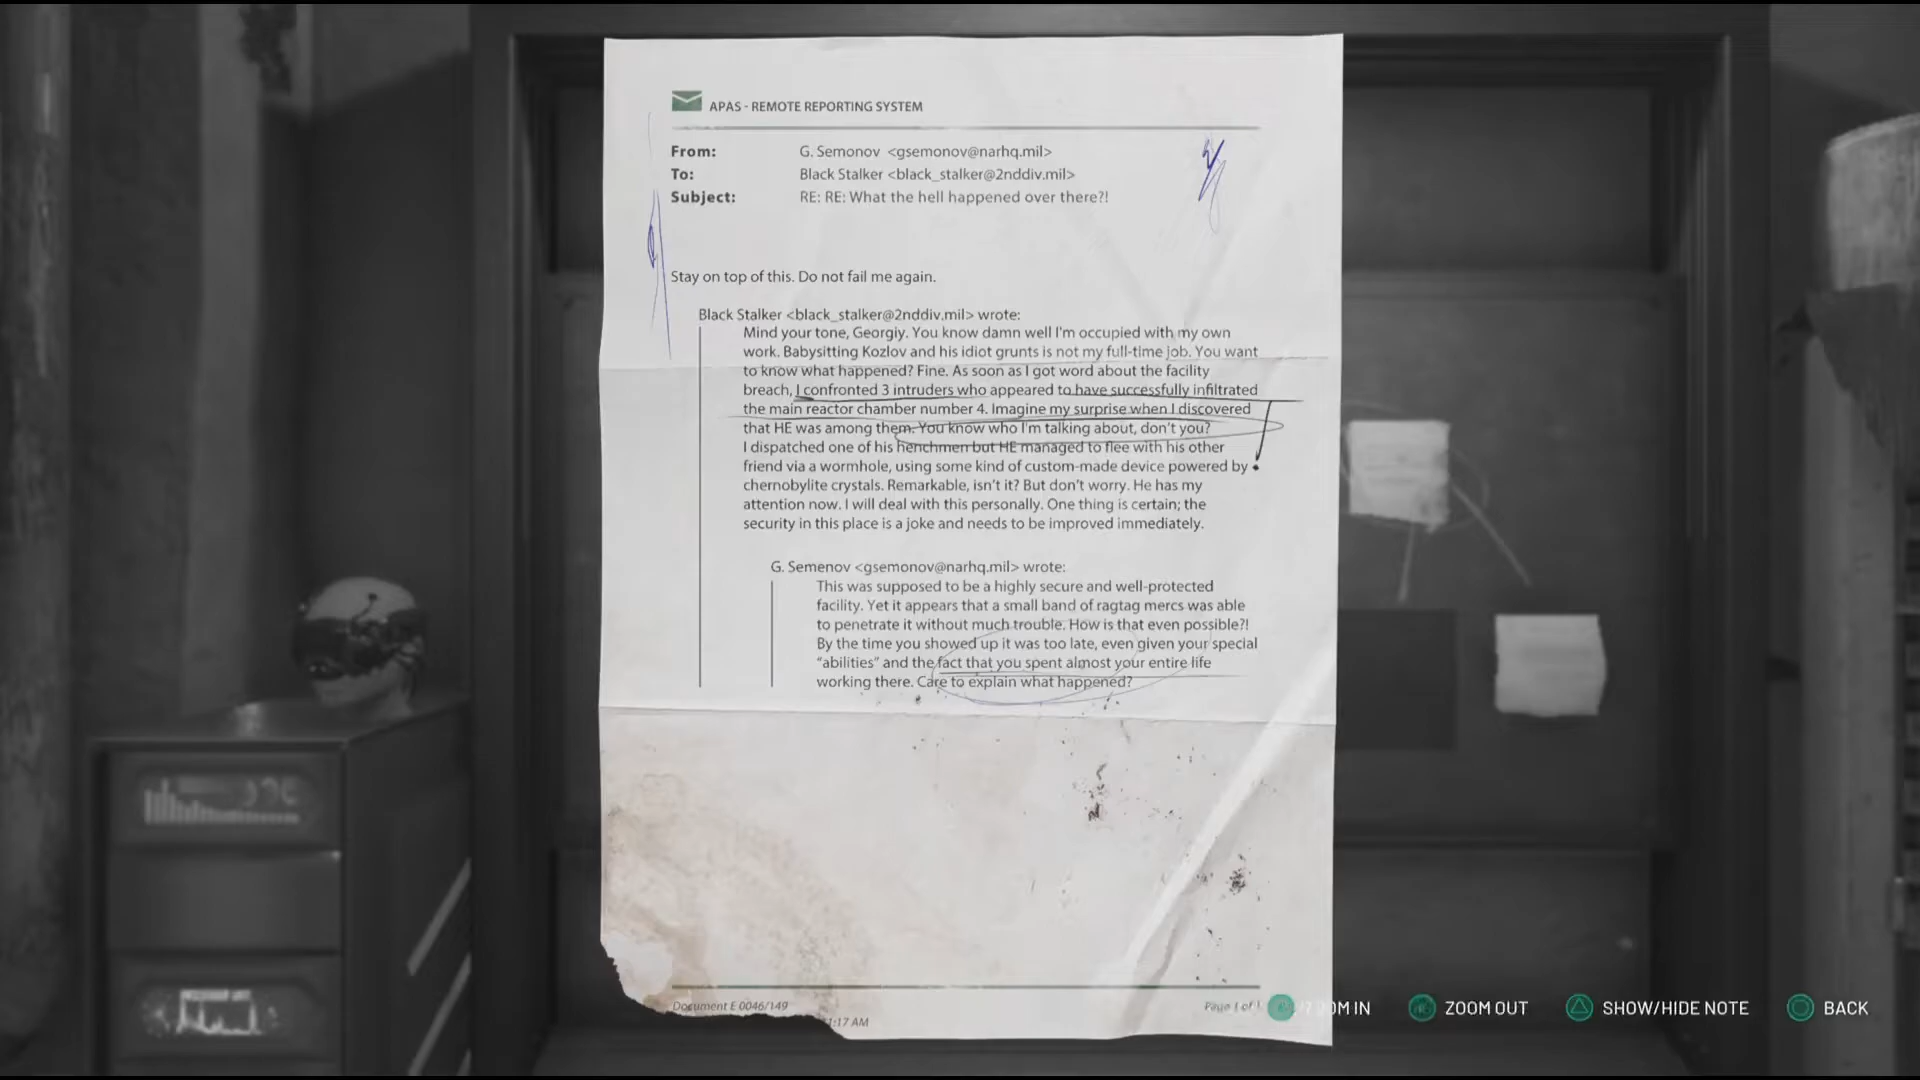 APAS - REMOTE REPORTING SYSTEM
From: G. Semonov <gsemonov@narhq.mil>
To: Black Stalker <black_stalker@2nddiv.mil>
Subject: RE: RE: What the hell happened over there?!
Stay on top of this. Do not fail me again.
Black Stalker <black_stalker@2nddiv.mil> wrote:
Mind your tone, Georgiy. You know damn well I'm occupied with my own
work. Babysitting Kozlov and his idiot grunts is not my full-time job. You want
to know what happened? Fine. As soon as I got word about the facility
breach, I confronted 3 intruders who appeared to have successfully infiltrated
the main reactor chamber number 4. Imagine my surprise when I discovered
that HE was among them. You know who I'm talking about, don't you?
I dispatched one of his henchmen but HE managed to flee with his other
friend via a wormhole, using some kind of custom-made device powered by
chernobylite crystals. Remarkable, isn't it? But don't worry. He has my
attention now. I will deal with this personally. One thing is certain; the
security in this place is a joke and needs to be improved immediately.
G. Semenov <gsemonov@narhq.mil> wrote:
This was supposed to be a highly secure and well-protected
facility. Yet it appears that a small band of ragtag mercs was able
to penetrate it without much trouble. How is that even possible?!
By the time you showed up it was too late, even given your special
"abilities" and the fact that you spent almost your entire life
working there. Care to explain what happened?
Document E 0046/149
Page 1 of 1
1:17 AM
ZOOM OUT
SHOW/HIDE NOTE
BACK